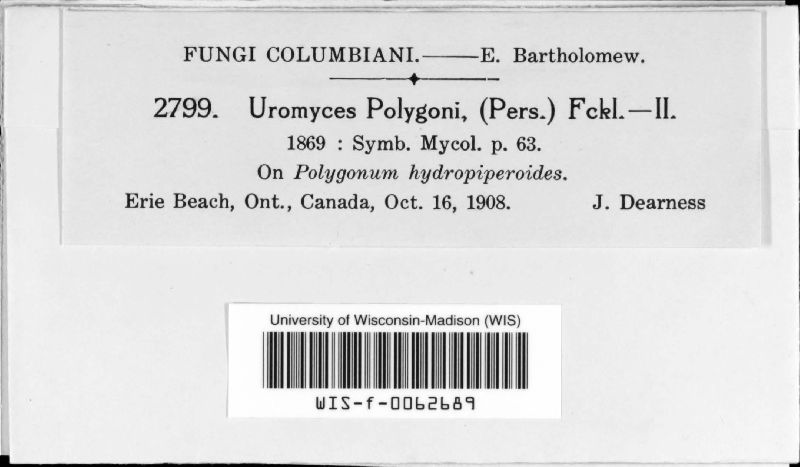 FUNGI COLUMBIANI.——E. Bartholomew.
2799. Uromyces Polygoni, (Pers.) Fckl.—II.
1869 : Symb. Mycol. p. 63.
On Polygonum hydropiperoides.
Erie Beach, Ont., Canada, Oct. 16, 1908. J. Dearness
University of Wisconsin-Madison (WIS)
WIS-f-0062689